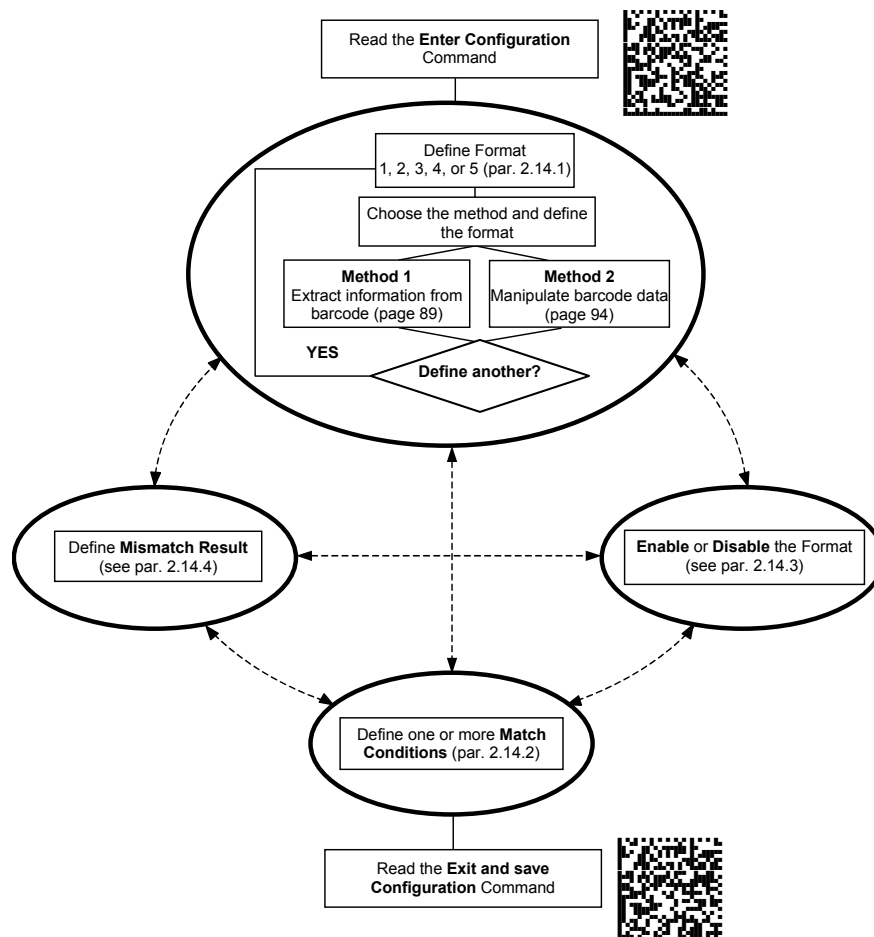 Read the Enter Configuration
Command
Define Format
1, 2, 3, 4, or 5 (par. 2.14.1)
Choose the method and define
the format
Method 1
Extract information from
barcode (page 89)
Method 2
Manipulate barcode data
(page 94)
YES
Define another?
Define Mismatch Result
(see par. 2.14.4)
Enable or Disable the Format
(see par. 2.14.3)
Define one or more Match
Conditions (par. 2.14.2)
Read the Exit and save
Configuration Command